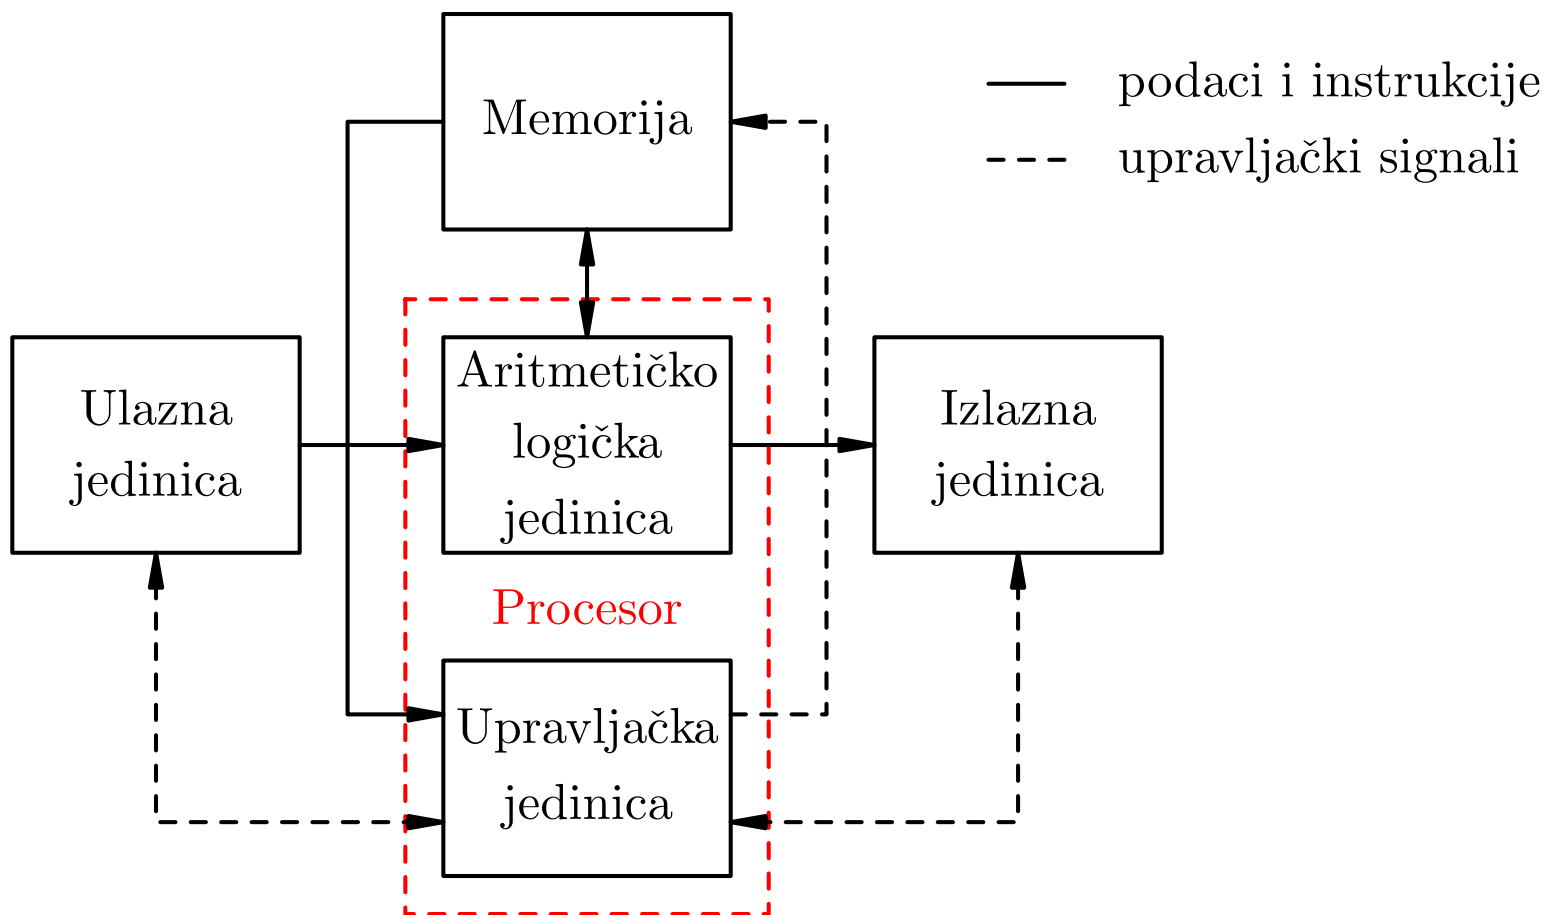 Memorija
podaci i instrukcije
upravljački signali
Ulazna
jedinica
Aritmetičko
logička
jedinica
Izlazna
jedinica
Procesor
Upravljačka
jedinica